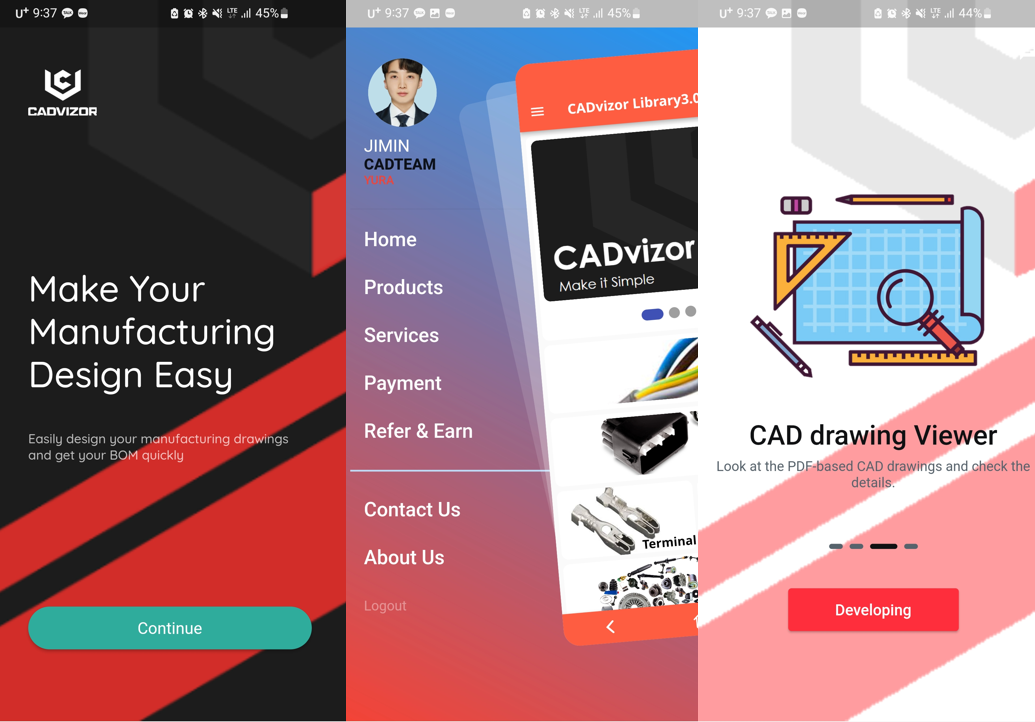 U+ 9:37
LTE
45%
CADVIZOR
Make Your
Manufacturing
Design Easy
Easily design your manufacturing drawings
and get your BOM quickly
Continue
U+ 9:37
LTE
45%
JIMIN
CADTEAM
YURA
Home
Products
Services
Payment
Refer & Earn
Contact Us
About Us
Logout
CADvizor Library3.0
CADvizor
Make it Simple
Terminal
U+ 9:37
LTE
44%
CAD drawing Viewer
Look at the PDF-based CAD drawings and check the
details.
Developing